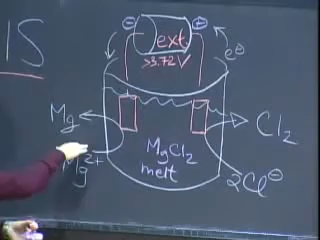 IS
⊖ ext ⊕
>3.72 V
e⊖
Mg
Cl₂
MgCl₂
melt
Mg²⁺
2Cl⊖